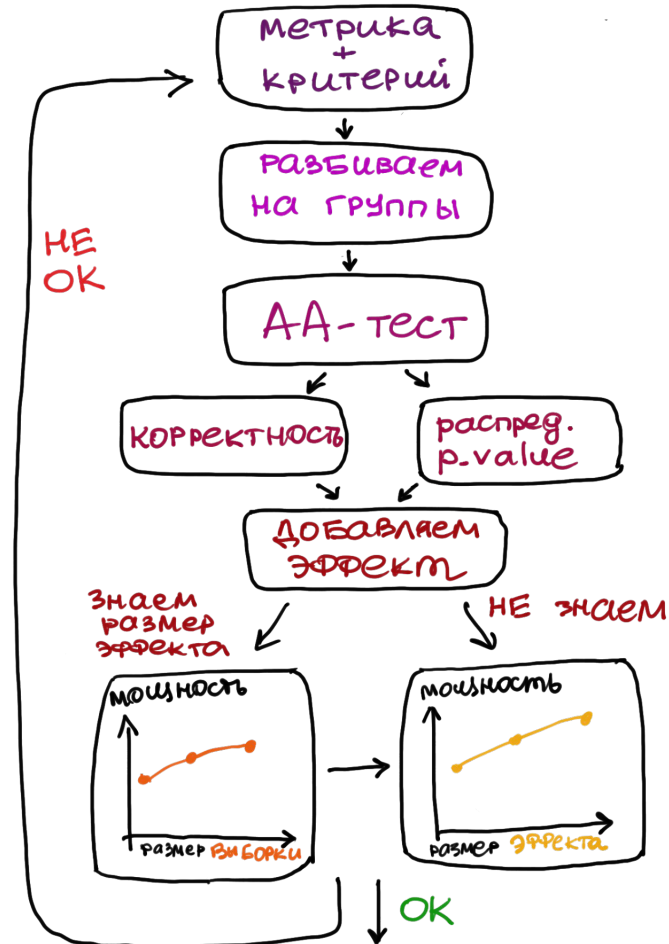 метрика
+
критерий
разбиваем
на группы
НЕ
ОК
АА-тест
корректность
распред.
p-value
добавляем
эффект
знаем
размер
эффекта
НЕ знаем
мощность
размер выборки
мощность
размер эффекта
ОК